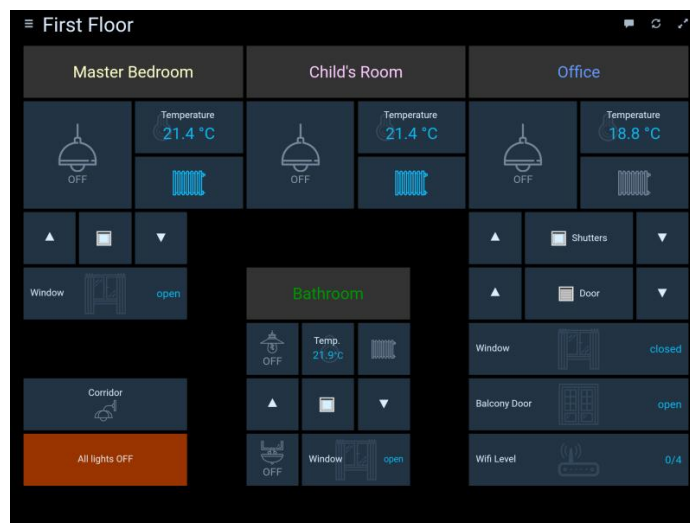 First Floor
Master Bedroom
Child's Room
Office
Temperature
21.4 °C
OFF
Temperature
21.4 °C
OFF
Temperature
18.8 °C
OFF
Shutters
Window
open
Bathroom
Door
OFF
Temp.
21.9°C
Window
closed
Corridor
Balcony Door
open
All lights OFF
OFF
Window
open
Wifi Level
0/4